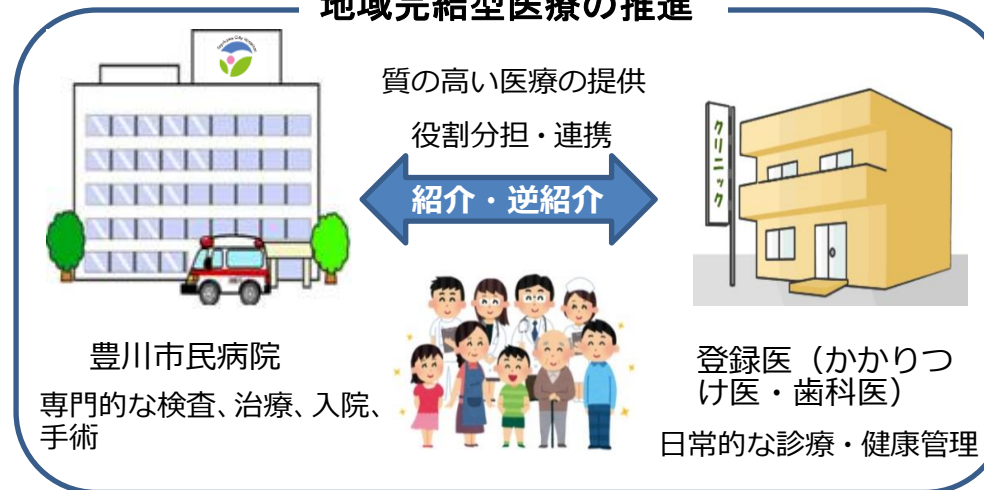 地域完結型医療の推進
質の高い医療の提供
役割分担・連携
紹介・逆紹介
クリニック
豊川市民病院
専門的な検査、治療、入院、
手術
登録医（かかりつ
け医・歯科医）
日常的な診療・健康管理